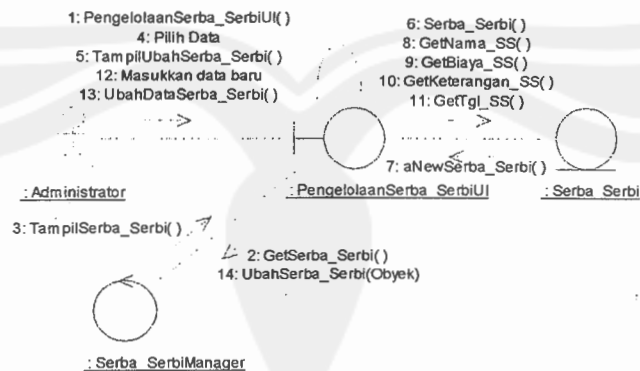 1: PengelolaanSerba_SerbiUI( )
4: Pilih Data
5: TampilUbahSerba_Serbi( )
12: Masukkan data baru
13: UbahDataSerba_Serbi( )
6: Serba_Serbi( )
8: GetNama_SS( )
9: GetBiaya_SS( )
10: GetKeterangan_SS( )
11: GetTgl_SS( )
7: aNewSerba_Serbi( )
: Administrator
: PengelolaanSerba_SerbiUI
: Serba_Serbi
3: TampilSerba_Serbi( )
2: GetSerba_Serbi( )
14: UbahSerba_Serbi(Obyek)
: Serba_SerbiManager